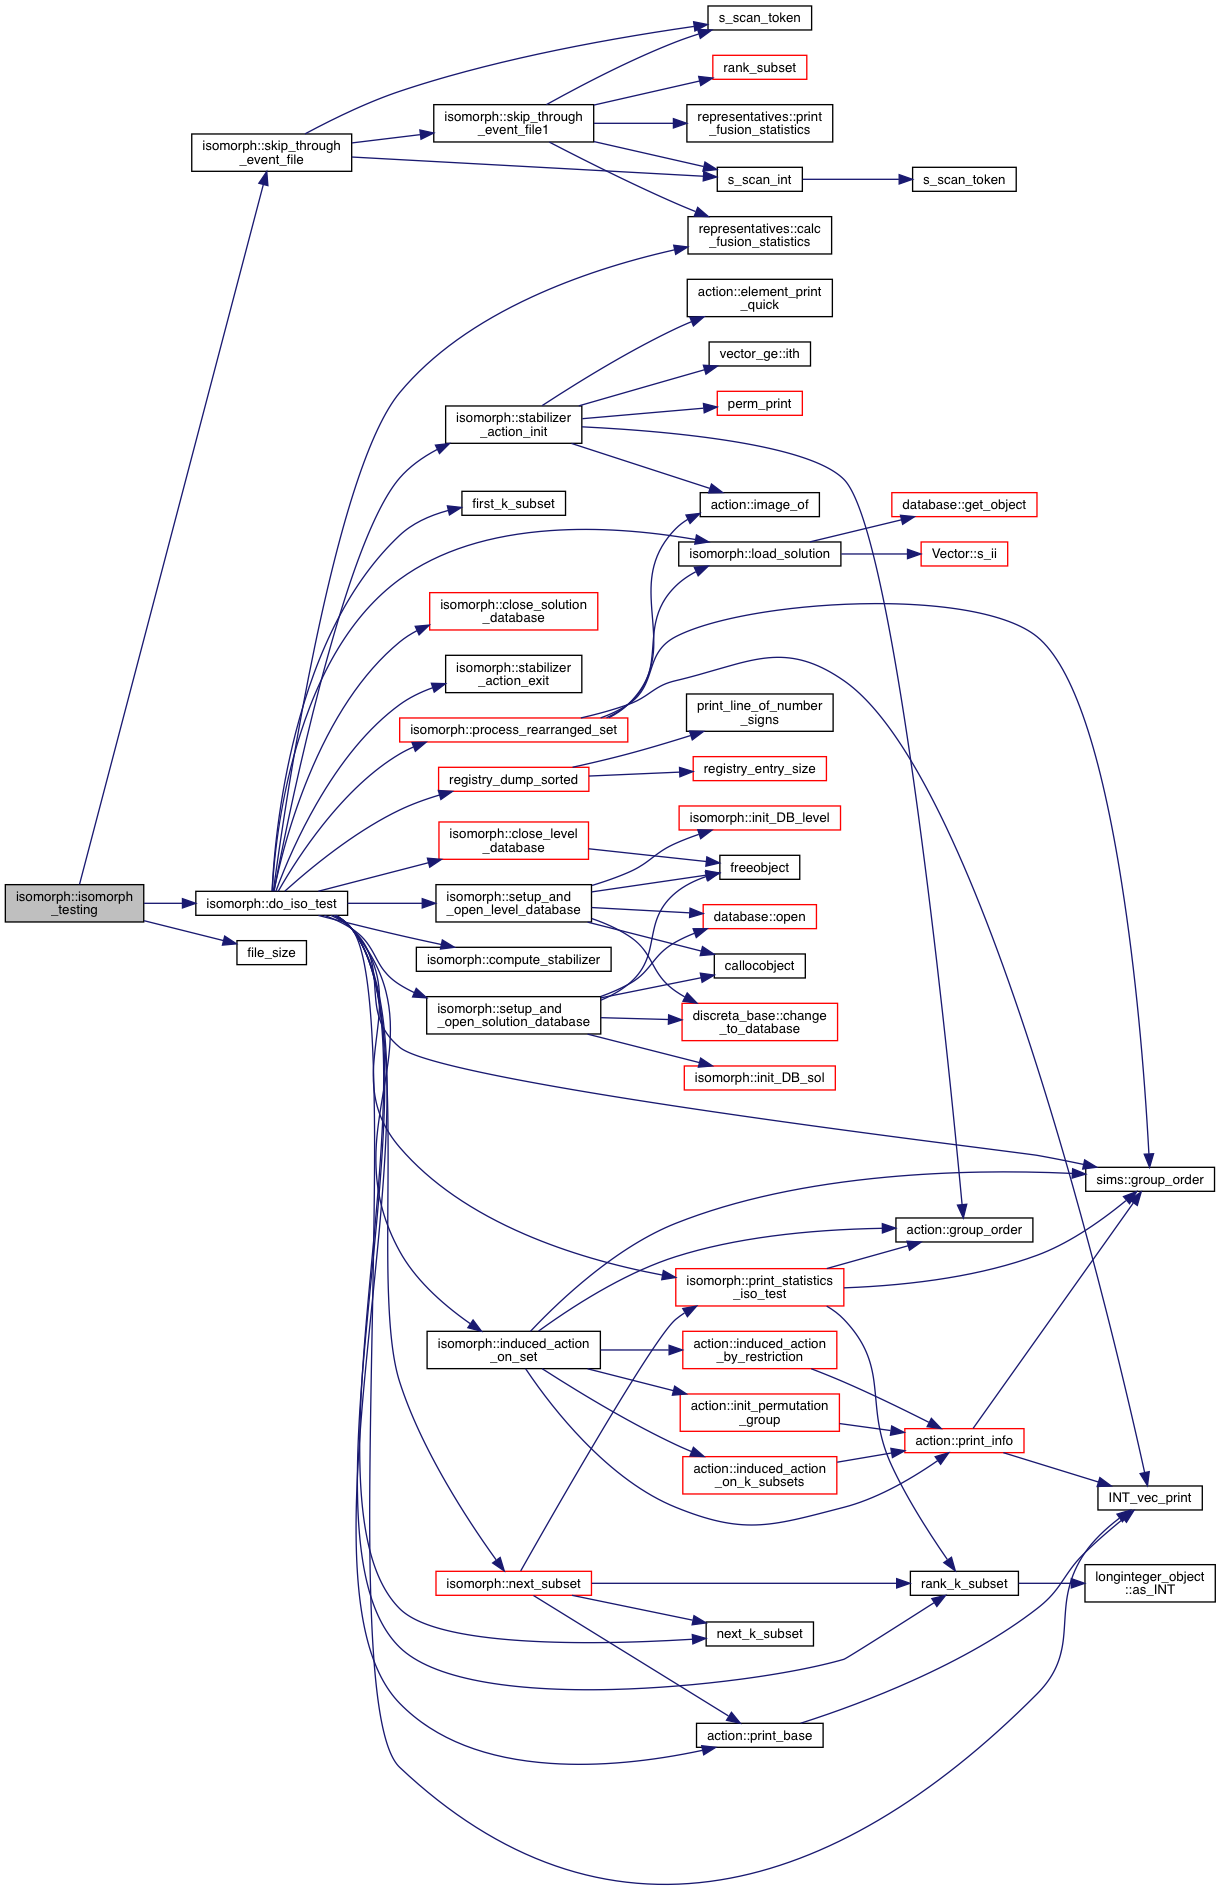 s_scan_token
rank_subset
isomorph::skip_through
_event_file1
representatives::print
_fusion_statistics
isomorph::skip_through
_event_file
s_scan_int
s_scan_token
representatives::calc
_fusion_statistics
action::element_print
_quick
vector_ge::ith
perm_print
isomorph::stabilizer
_action_init
first_k_subset
action::image_of
database::get_object
isomorph::load_solution
Vector::s_ii
isomorph::close_solution
_database
isomorph::stabilizer
_action_exit
print_line_of_number
_signs
isomorph::process_rearranged_set
registry_dump_sorted
registry_entry_size
isomorph::init_DB_level
isomorph::close_level
_database
freeobject
isomorph::isomorph
_testing
isomorph::do_iso_test
isomorph::setup_and
_open_level_database
database::open
file_size
isomorph::compute_stabilizer
callocobject
isomorph::setup_and
_open_solution_database
discreta_base::change
_to_database
isomorph::init_DB_sol
sims::group_order
action::group_order
isomorph::print_statistics
_iso_test
isomorph::induced_action
_on_set
action::induced_action
_by_restriction
action::init_permutation
_group
action::print_info
action::induced_action
_on_k_subsets
INT_vec_print
isomorph::next_subset
rank_k_subset
longinteger_object
::as_INT
next_k_subset
action::print_base